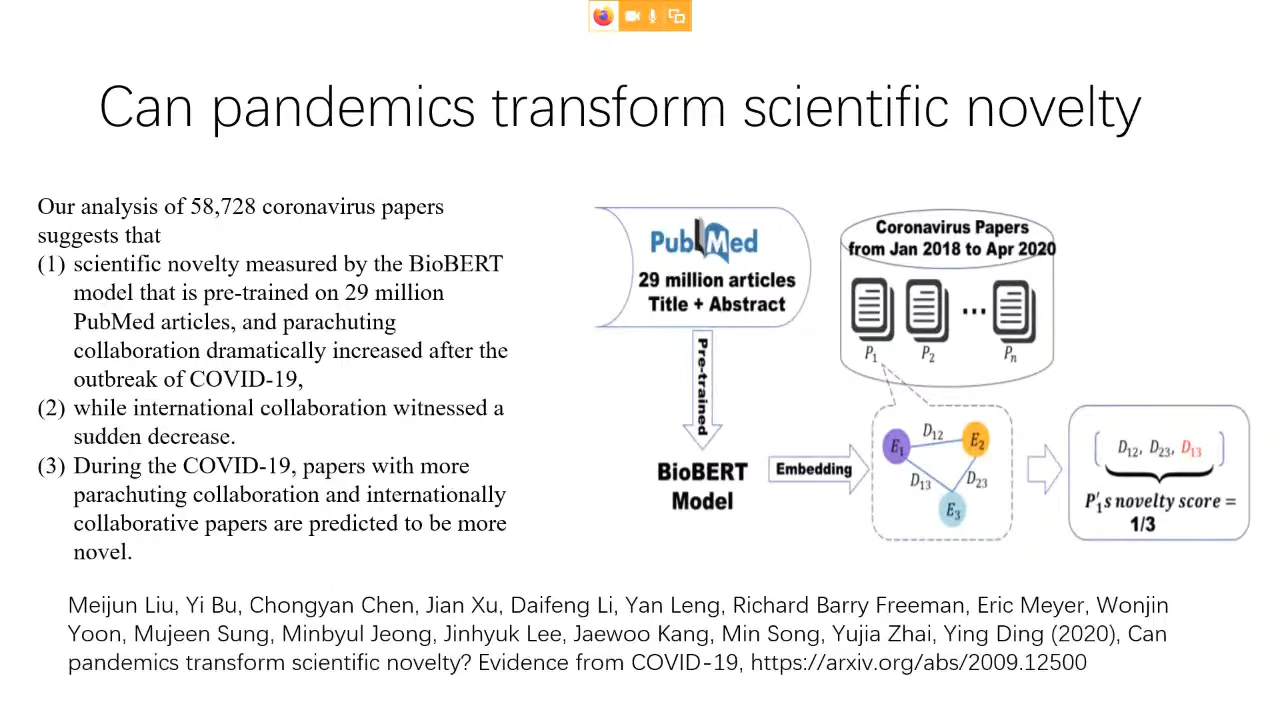 Can pandemics transform scientific novelty
Our analysis of 58,728 coronavirus papers
suggests that
(1) scientific novelty measured by the BioBERT
model that is pre-trained on 29 million
PubMed articles, and parachuting
collaboration dramatically increased after the
outbreak of COVID-19,
(2) while international collaboration witnessed a
sudden decrease.
(3) During the COVID-19, papers with more
parachuting collaboration and internationally
collaborative papers are predicted to be more
novel.
PubMed
29 million articles
Title + Abstract
Pre-trained
BioBERT
Model
Embedding
Coronavirus Papers
from Jan 2018 to Apr 2020
...
P₁ P₂ Pₙ
E₁ D₁₂ E₂
D₁₃ D₂₃
E₃
[ D₁₂, D₂₃, D₁₃ ]
P₁'s novelty score =
1/3
Meijun Liu, Yi Bu, Chongyan Chen, Jian Xu, Daifeng Li, Yan Leng, Richard Barry Freeman, Eric Meyer, Wonjin
Yoon, Mujeen Sung, Minbyul Jeong, Jinhyuk Lee, Jaewoo Kang, Min Song, Yujia Zhai, Ying Ding (2020), Can
pandemics transform scientific novelty? Evidence from COVID-19, https://arxiv.org/abs/2009.12500